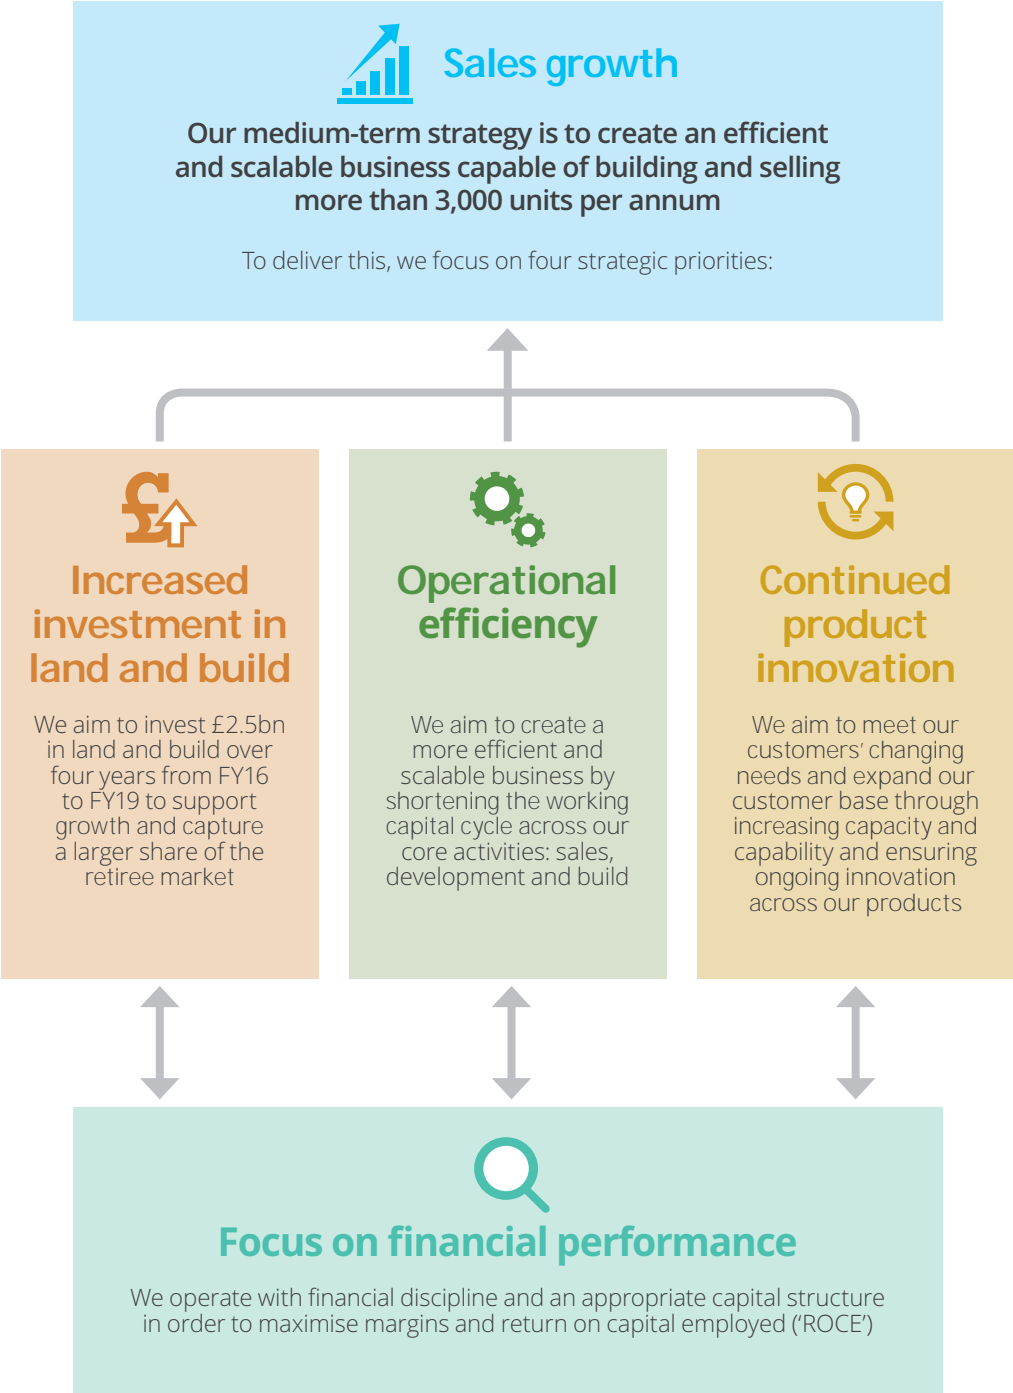 Sales growth
Our medium-term strategy is to create an efficient
and scalable business capable of building and selling
more than 3,000 units per annum
To deliver this, we focus on four strategic priorities:
Increased
investment in
land and build
We aim to invest £2.5bn
in land and build over
four years from FY16
to FY19 to support
growth and capture
a larger share of the
retiree market
Operational
efficiency
We aim to create a
more efficient and
scalable business by
shortening the working
capital cycle across our
core activities: sales,
development and build
Continued
product
innovation
We aim to meet our
customers’ changing
needs and expand our
customer base through
increasing capacity and
capability and ensuring
ongoing innovation
across our products
Focus on financial performance
We operate with financial discipline and an appropriate capital structure
in order to maximise margins and return on capital employed (‘ROCE’)